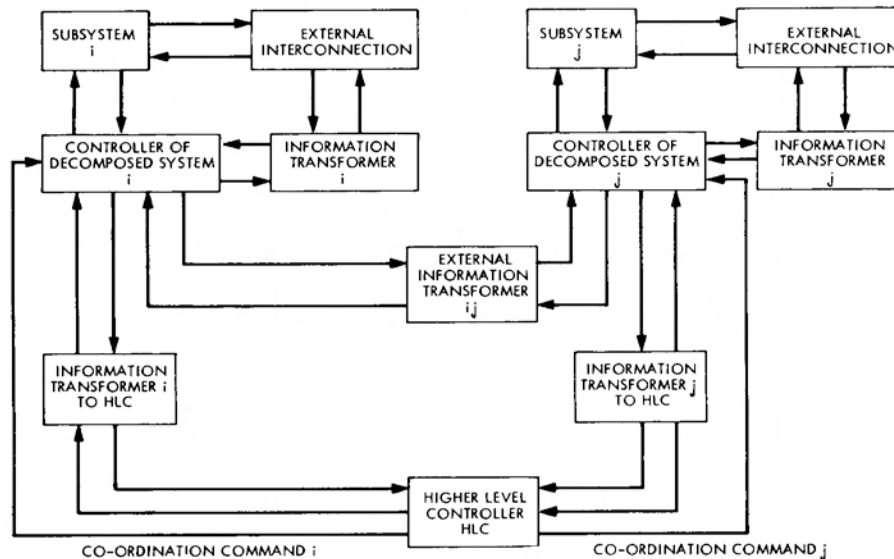 SUBSYSTEM
i
EXTERNAL
INTERCONNECTION
SUBSYSTEM
j
EXTERNAL
INTERCONNECTION
CONTROLLER OF
DECOMPOSED SYSTEM
i
INFORMATION
TRANSFORMER
i
CONTROLLER OF
DECOMPOSED SYSTEM
j
INFORMATION
TRANSFORMER
j
EXTERNAL
INFORMATION
TRANSFORMER
ij
INFORMATION
TRANSFORMER i
TO HLC
INFORMATION
TRANSFORMER j
TO HLC
HIGHER LEVEL
CONTROLLER
HLC
CO-ORDINATION COMMAND i
CO-ORDINATION COMMAND j